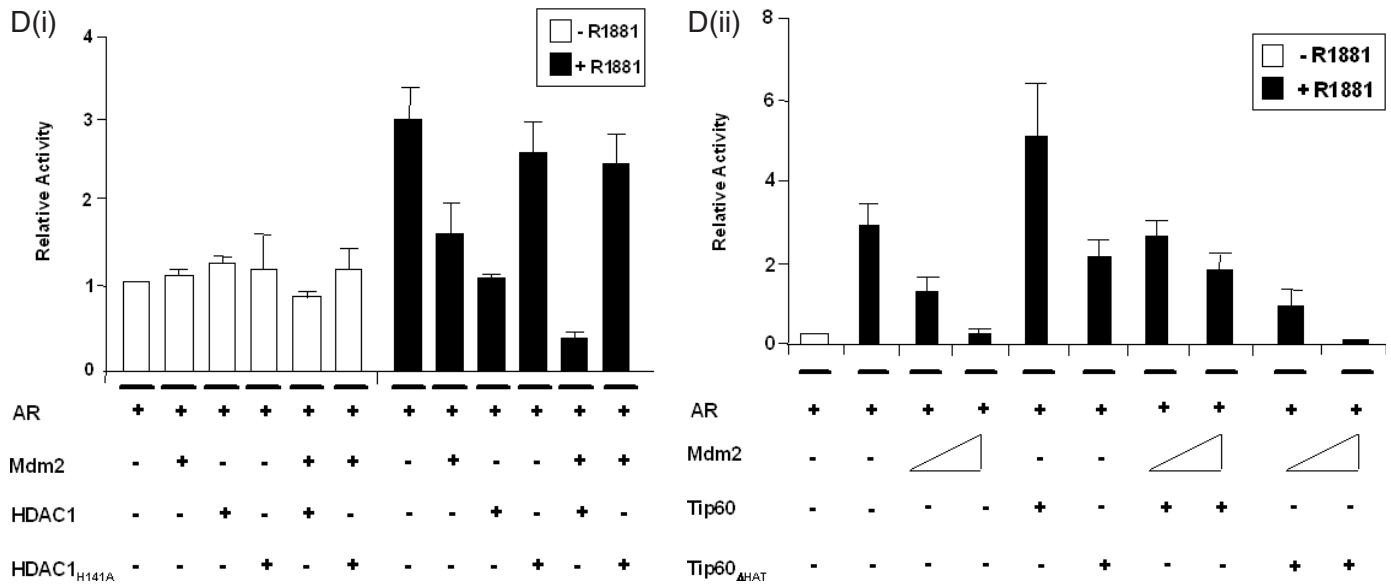 D(i)
4
3
2
1
0
Relative Activity
- R1881
+ R1881
AR + + + + + + + + + + + +
Mdm2 - + - - + + - + - - + +
HDAC1 - - + - + - - - + - + -
HDAC1H141A - - - + - + - - - + - +
D(ii)
8
6
4
2
0
Relative Activity
- R1881
+ R1881
AR + + + + + + + + + +
Mdm2 - - - -
Tip60 - - - - + - + + - -
Tip60ΔHAT - - - - - + - - + +